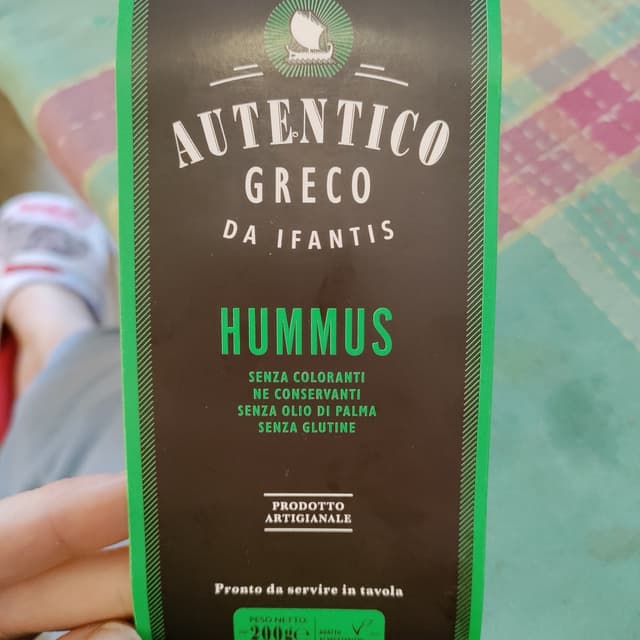 AUTENTICO
GRECO
DA IFANTIS
HUMMUS
SENZA COLORANTI
NE CONSERVANTI
SENZA OLIO DI PALMA
SENZA GLUTINE
PRODOTTO
ARTIGIANALE
Pronto da servire in tavola
PESO NETTO:
200g